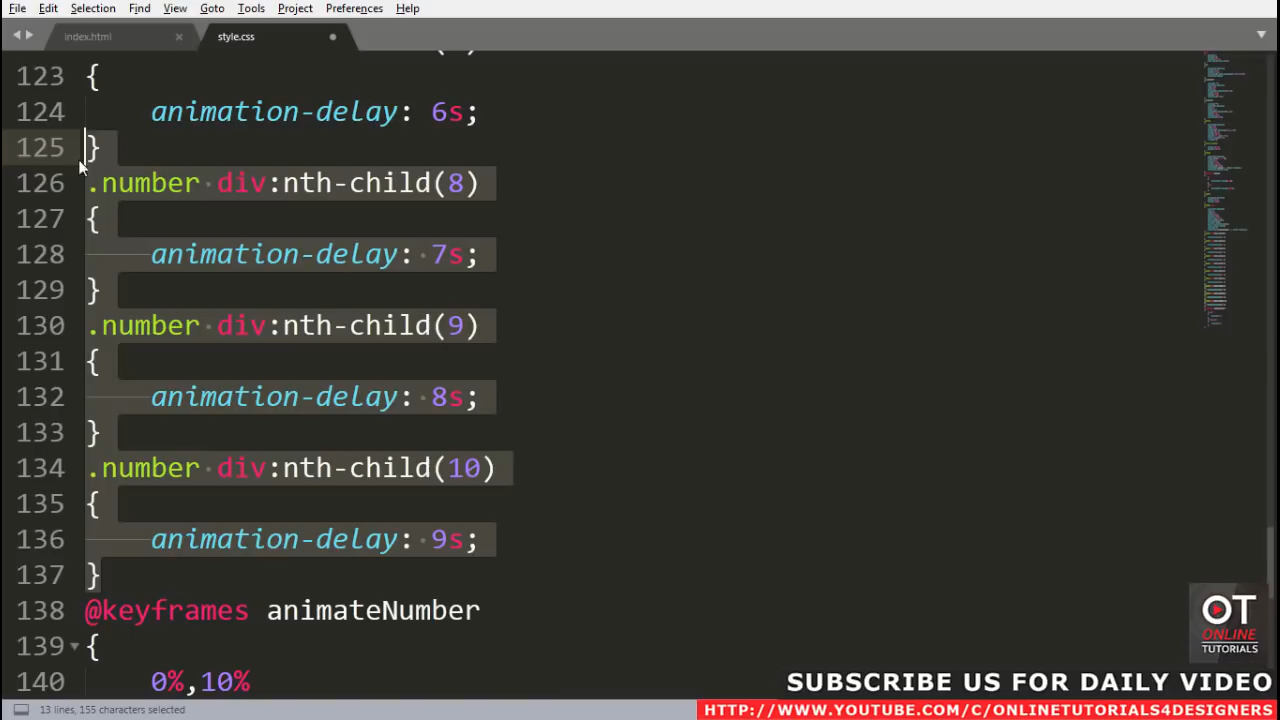 File Edit Selection Find View Goto Tools Project Preferences Help
index.html × style.css
123 {
124 animation-delay: 6s;
125 }
126 .number div:nth-child(8)
127 {
128 animation-delay: 7s;
129 }
130 .number div:nth-child(9)
131 {
132 animation-delay: 8s;
133 }
134 .number div:nth-child(10)
135 {
136 animation-delay: 9s;
137 }
138 @keyframes animateNumber
139 {
140 0%,10%
OT
ONLINE
TUTORIALS
SUBSCRIBE US FOR DAILY VIDEO
13 lines, 155 characters selected
HTTP://WWW.YOUTUBE.COM/C/ONLINETUTORIALS4DESIGNERS